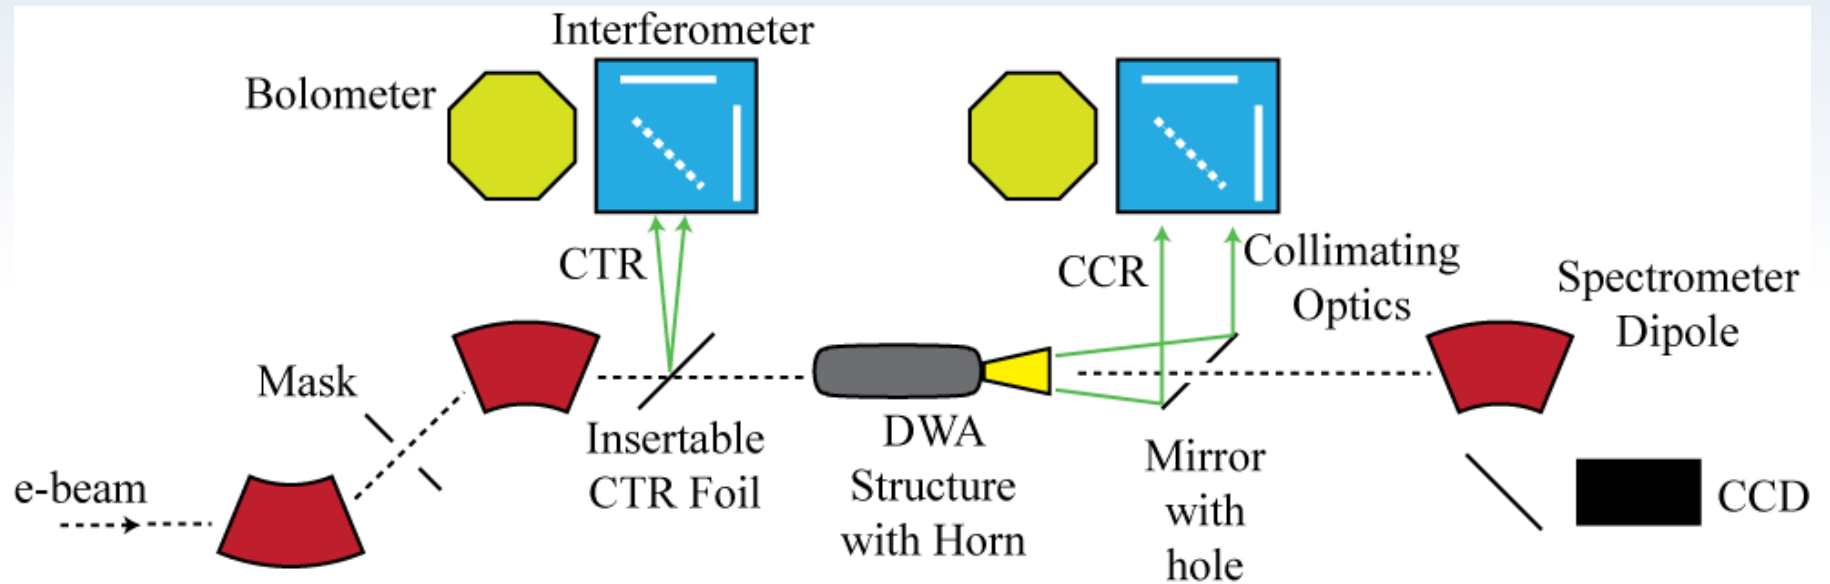 Interferometer
Bolometer
CTR
CCR
Collimating
Optics
Spectrometer
Dipole
Mask
e-beam
Insertable
CTR Foil
DWA
Structure
with Horn
Mirror
with
hole
CCD